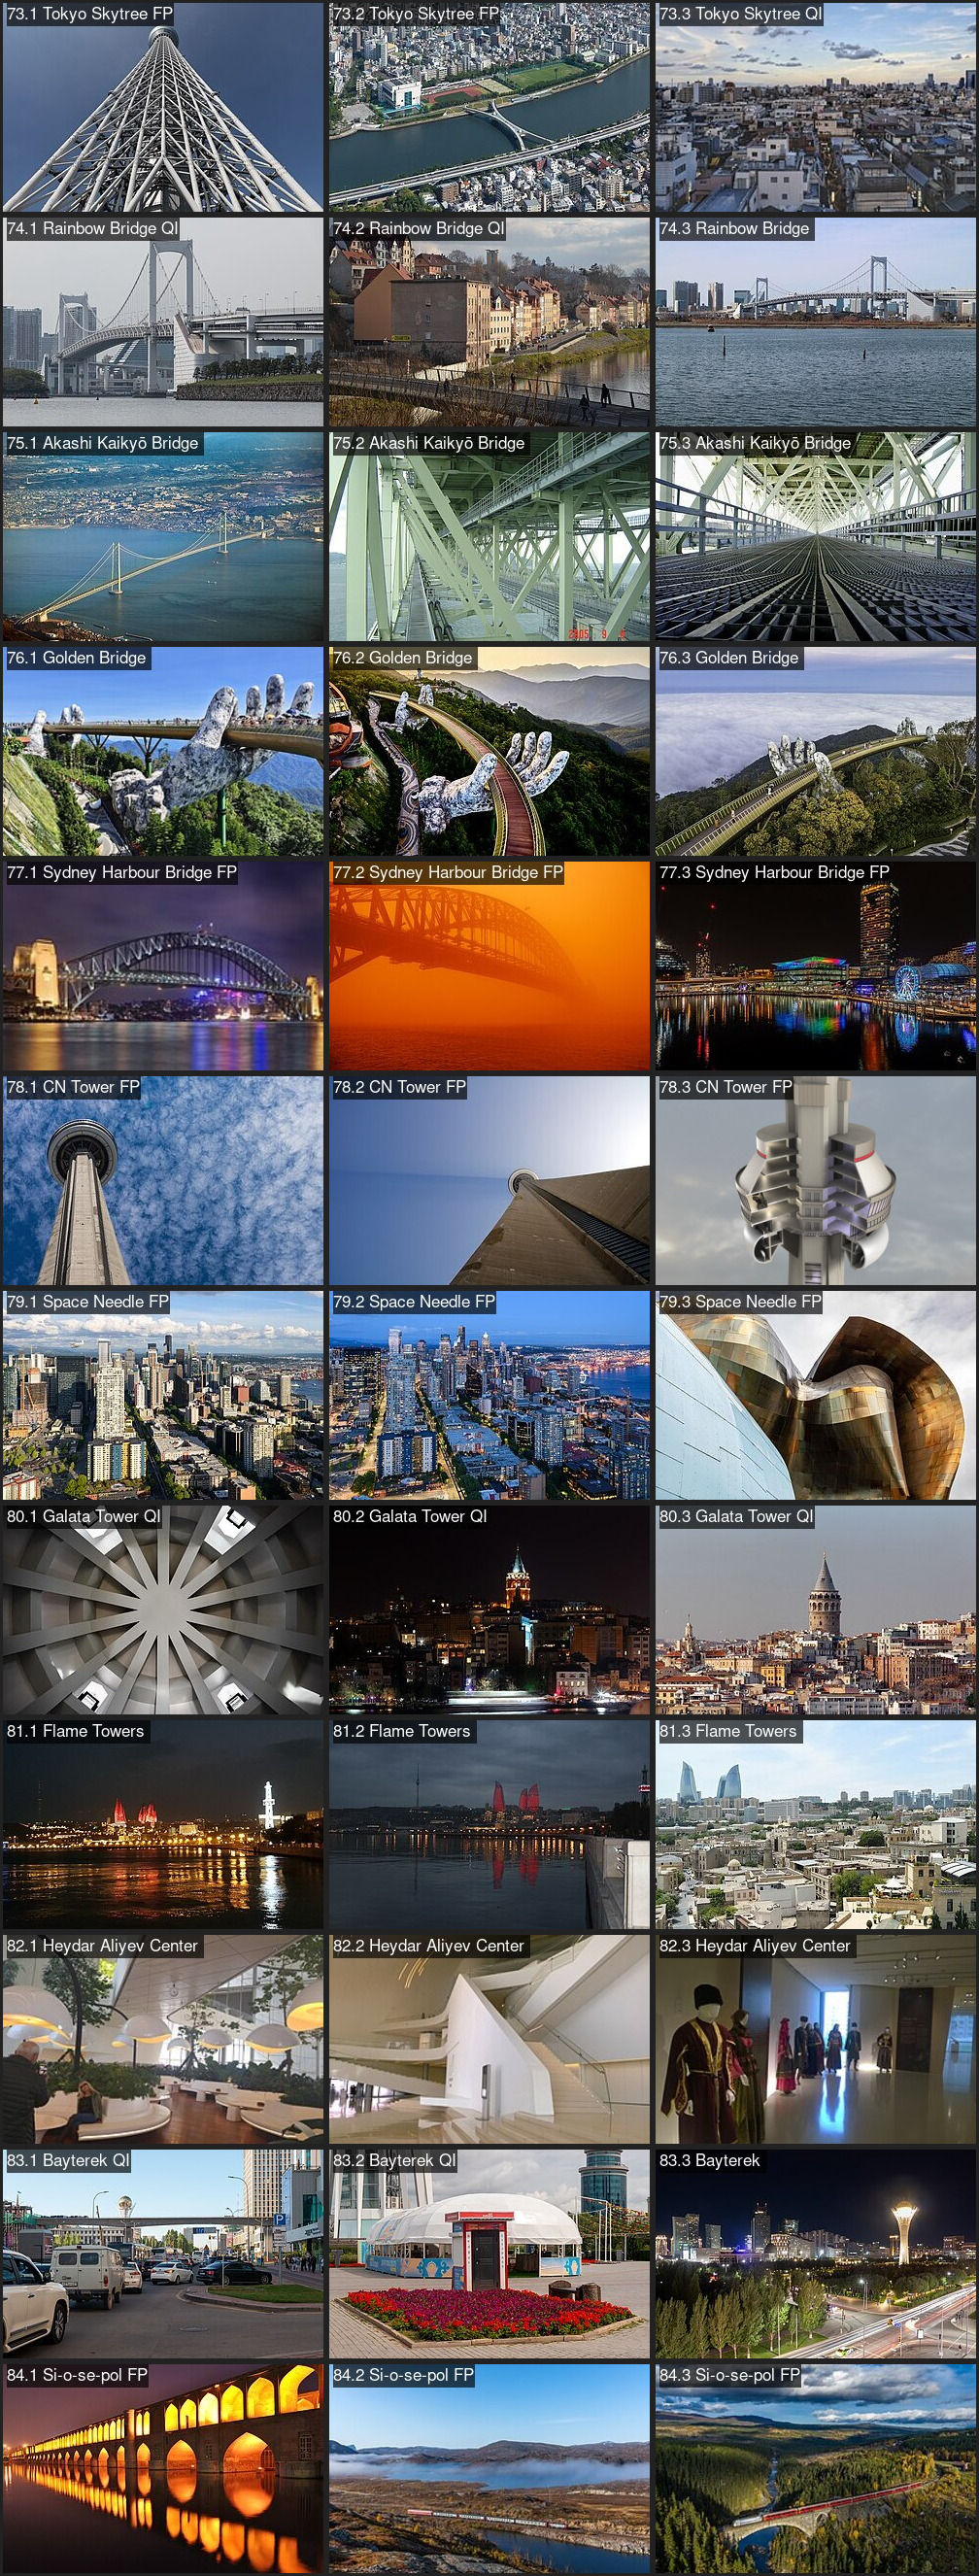 73.1 Tokyo Skytree FP
73.2 Tokyo Skytree FP
73.3 Tokyo Skytree QI
74.1 Rainbow Bridge QI
74.2 Rainbow Bridge QI
74.3 Rainbow Bridge
75.1 Akashi Kaikyō Bridge
75.2 Akashi Kaikyō Bridge
75.3 Akashi Kaikyō Bridge
76.1 Golden Bridge
76.2 Golden Bridge
76.3 Golden Bridge
77.1 Sydney Harbour Bridge FP
77.2 Sydney Harbour Bridge FP
77.3 Sydney Harbour Bridge FP
78.1 CN Tower FP
78.2 CN Tower FP
78.3 CN Tower FP
79.1 Space Needle FP
79.2 Space Needle FP
79.3 Space Needle FP
80.1 Galata Tower QI
80.2 Galata Tower QI
80.3 Galata Tower QI
81.1 Flame Towers
81.2 Flame Towers
81.3 Flame Towers
82.1 Heydar Aliyev Center
82.2 Heydar Aliyev Center
82.3 Heydar Aliyev Center
83.1 Bayterek QI
83.2 Bayterek QI
83.3 Bayterek
84.1 Si-o-se-pol FP
84.2 Si-o-se-pol FP
84.3 Si-o-se-pol FP